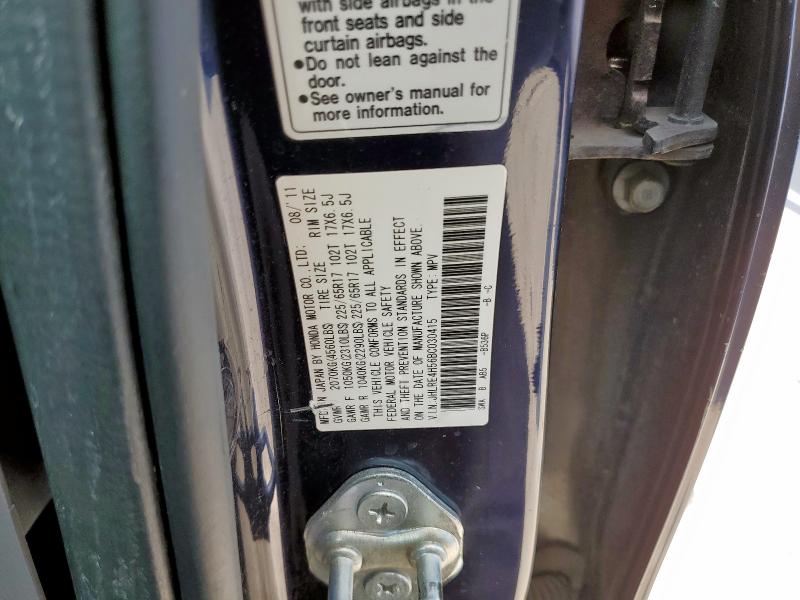 with side airbags in the
front seats and side
curtain airbags.
●Do not lean against the
door.
●See owner's manual for
more information.
MFD IN JAPAN BY HONDA MOTOR CO., LTD: 08/'11
GVWR 2070KG(4560LBS) TIRE SIZE RIM SIZE
GAWR F 1050KG(2310LBS) 225/65R17 102T 17X6.5J
GAWR R 1040KG(2290LBS) 225/65R17 102T 17X6.5J
THIS VEHICLE CONFORMS TO ALL APPLICABLE
FEDERAL MOTOR VEHICLE SAFETY
AND THEFT PREVENTION STANDARDS IN EFFECT
ON THE DATE OF MANUFACTURE SHOWN ABOVE.
V.I.N:JHLRE4H56BC030415 TYPE: MPV
SWA B AB5 -B536P -B -C